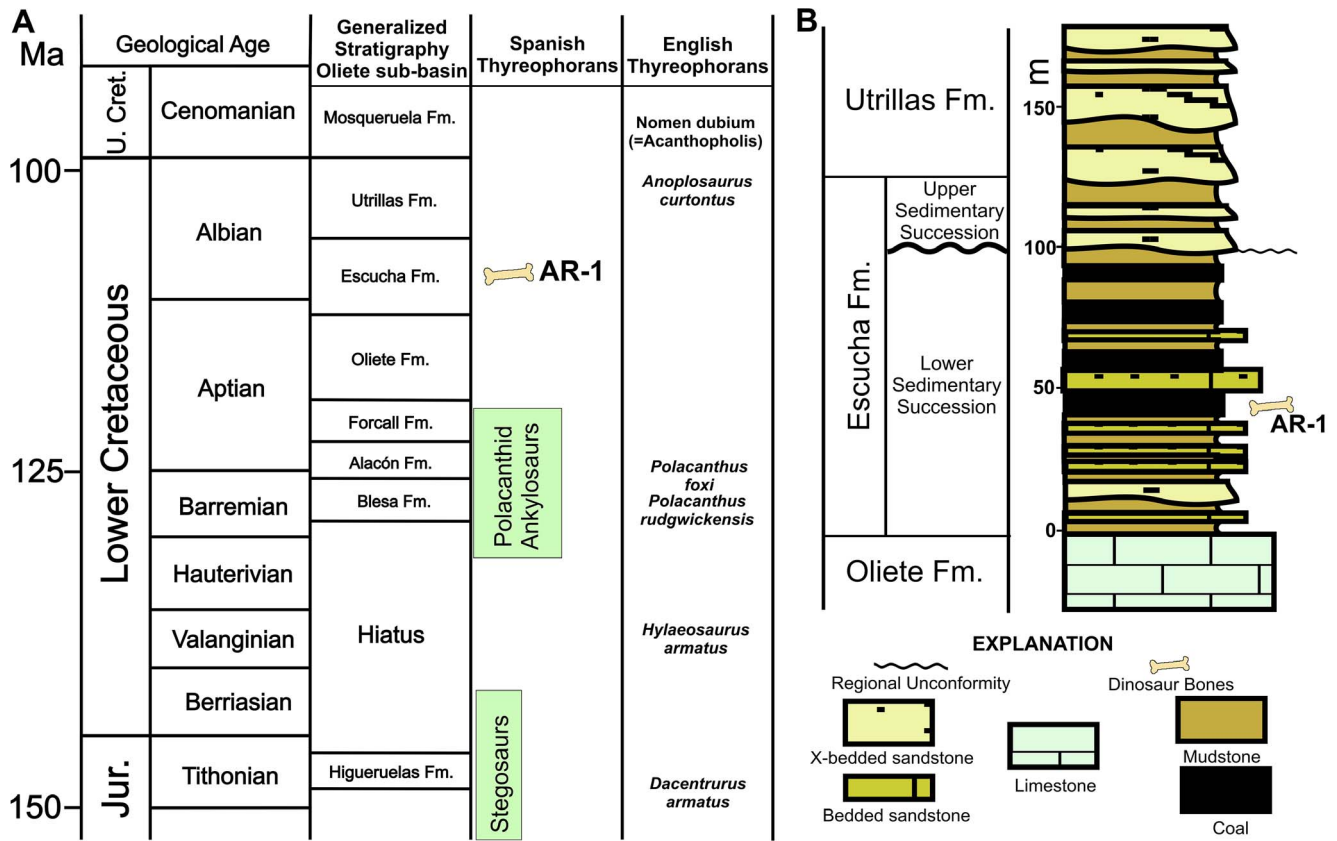 A
Ma
Geological Age
Generalized
Stratigraphy
Oliete sub-basin
Spanish
Thyreophorans
English
Thyreophorans
U. Cret.
Cenomanian
Mosqueruela Fm.
Nomen dubium
(=Acanthopholis)
100
Lower Cretaceous
Albian
Utrillas Fm.
Anoplosaurus
curtontus
Escucha Fm.
AR-1
Aptian
Oliete Fm.
Forcall Fm.
Polacanthid
Ankylosaurs
Alacón Fm.
125
Polacanthus
foxi
Polacanthus
rudgwickensis
Barremian
Blesa Fm.
Hauterivian
Hiatus
Valanginian
Hylaeosaurus
armatus
Berriasian
Stegosaurs
Jur.
Tithonian
Higueruelas Fm.
Dacentrurus
armatus
150
B
m
Utrillas Fm.
150
Escucha Fm.
Upper
Sedimentary
Succession
100
Lower
Sedimentary
Succession
50
AR-1
0
Oliete Fm.
EXPLANATION
Regional Unconformity
Dinosaur Bones
X-bedded sandstone
Limestone
Mudstone
Bedded sandstone
Coal